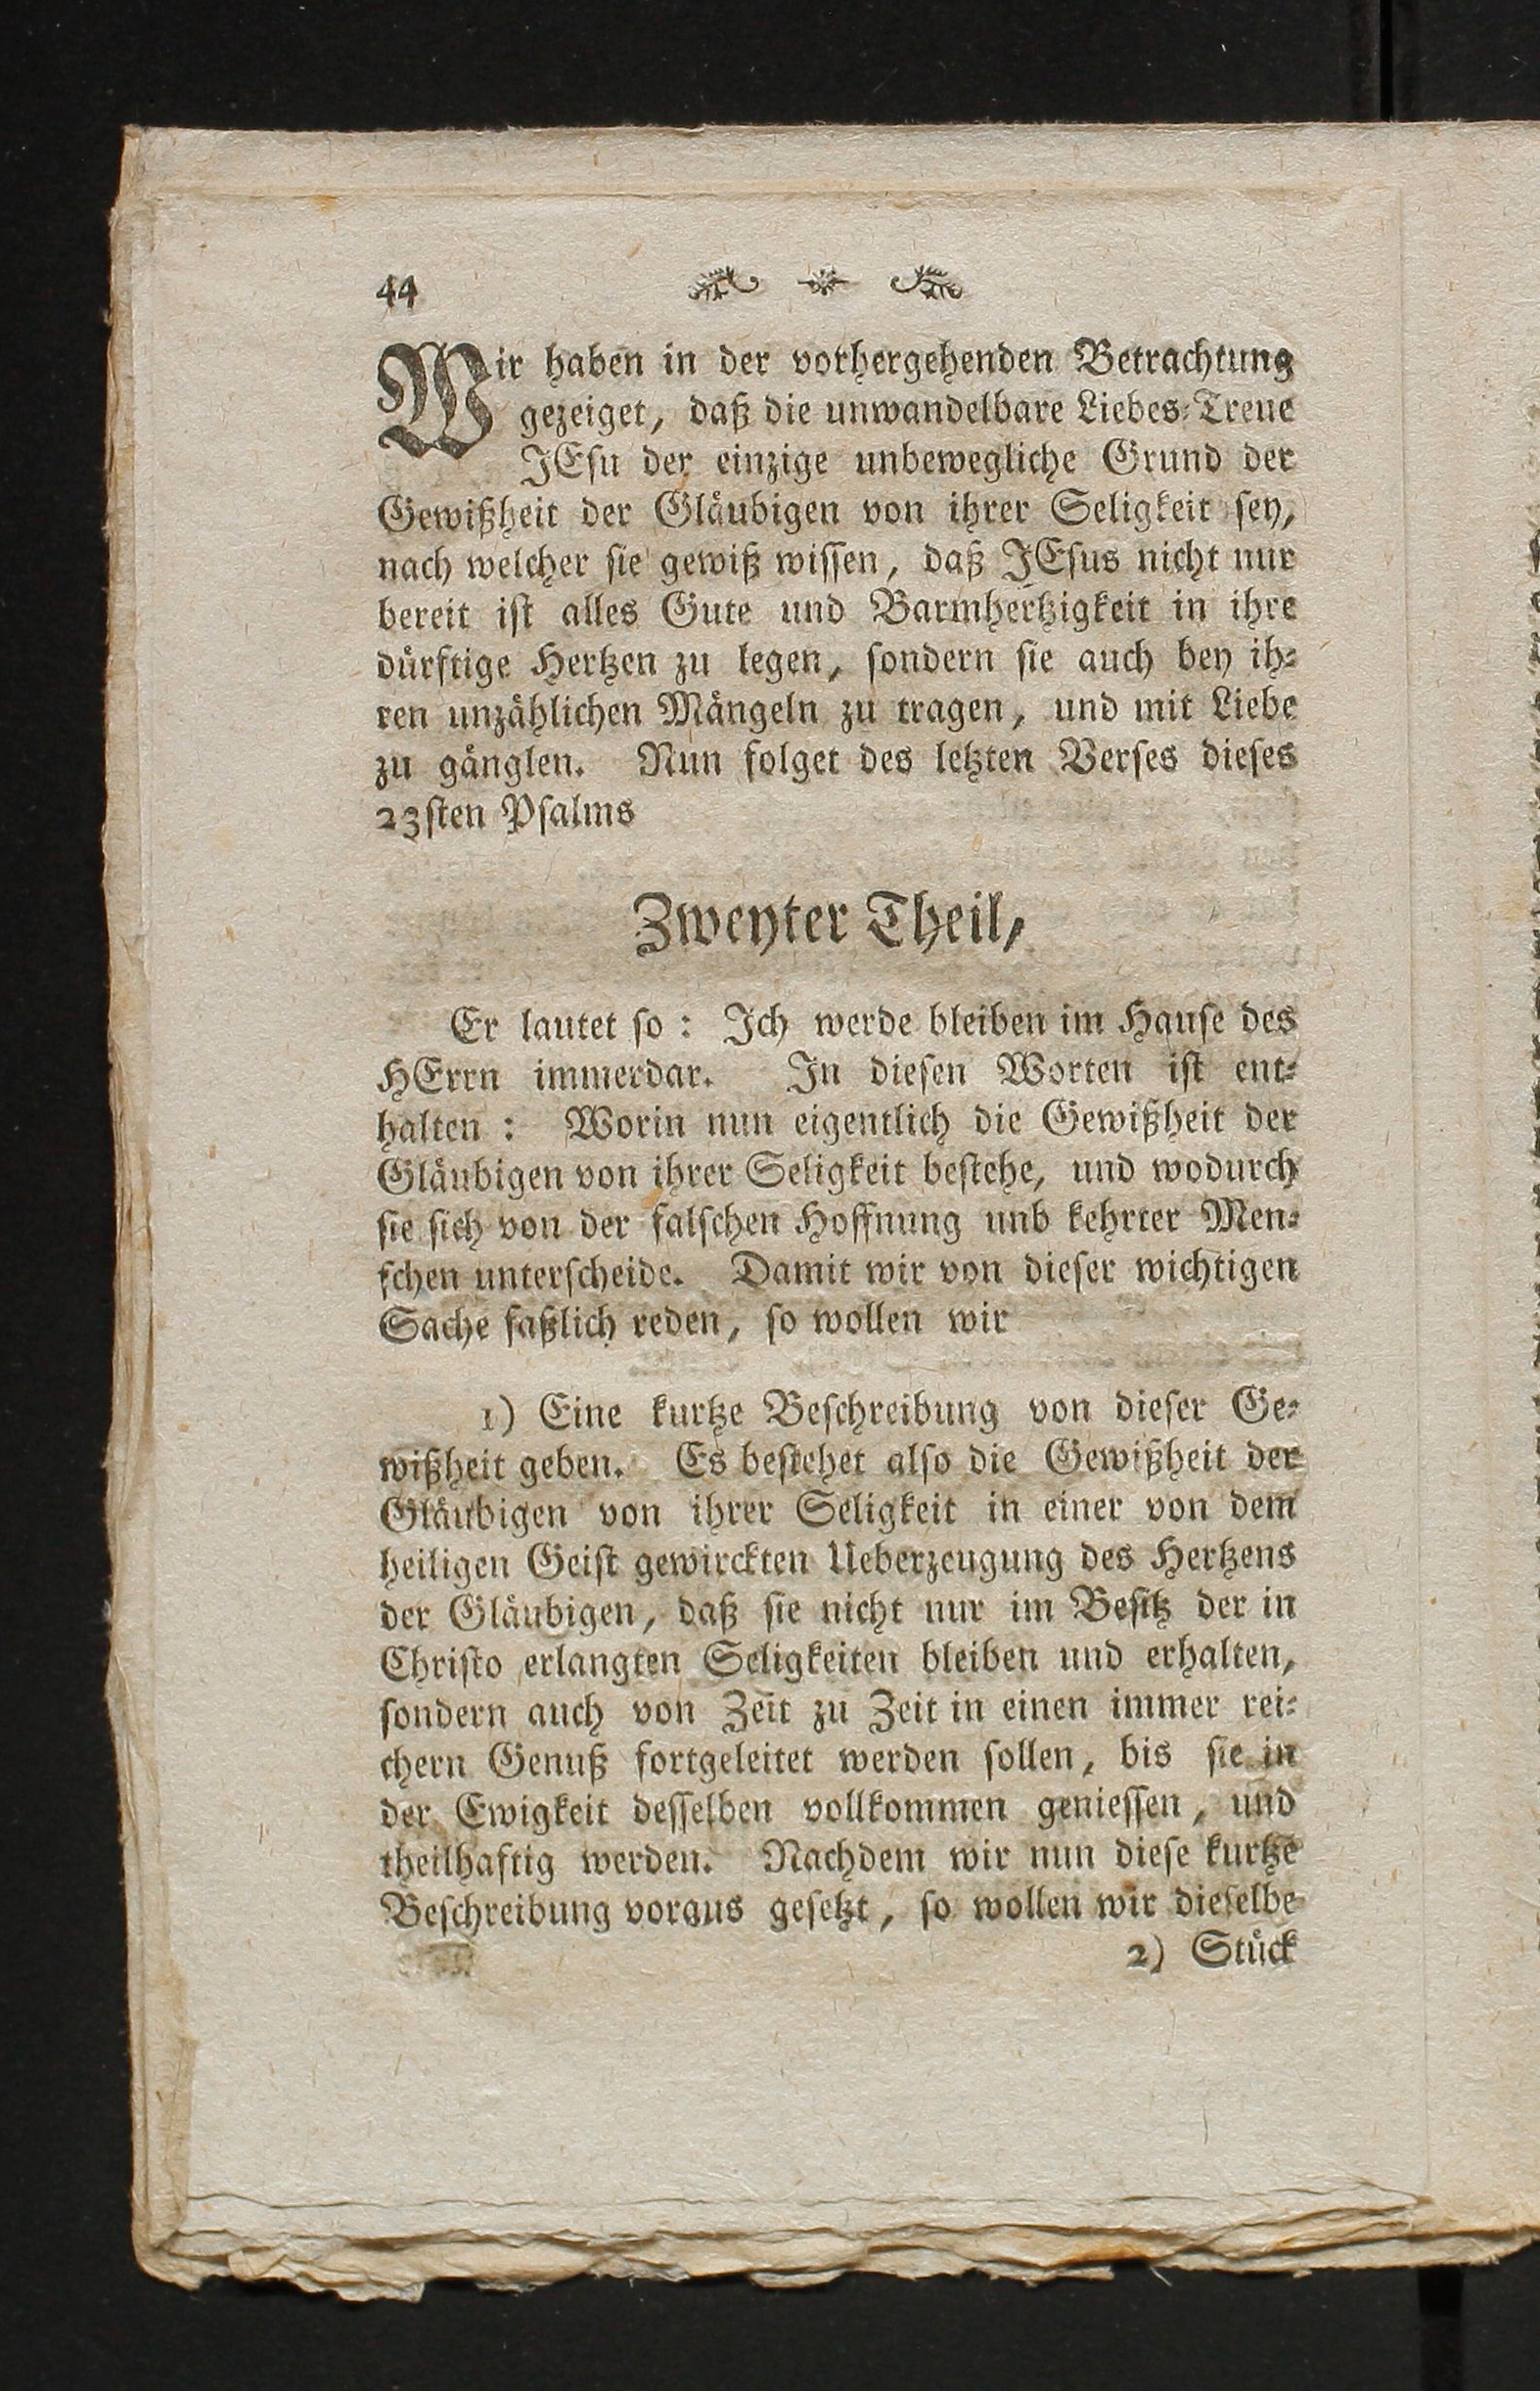 44
Wir haben in der vorhergehenden Betrachtung
gezeiget, daß die unwandelbare Liebes-Treue
JEsu der einzige unbewegliche Grund der
Gewißheit der Gläubigen von ihrer Seligkeit sey,
nach welcher sie gewiß wissen, daß JEsus nicht nur
bereit ist alles Gute und Barmhertzigkeit in ihre
dürftige Hertzen zu legen, sondern sie auch bey ih-
ren unzählichen Mängeln zu tragen, und mit Liebe
zu gänglen. Nun folget des letzten Verses dieses
23sten Psalms
Zweyter Theil,
Er lautet so: Ich werde bleiben im Hause des
HErrn immerdar. In diesen Worten ist ent-
halten: Worin nun eigentlich die Gewißheit der
Gläubigen von ihrer Seligkeit bestehe, und wodurch
sie sich von der falschen Hoffnung unb kehrter Men-
schen unterscheide. Damit wir von dieser wichtigen
Sache faßlich reden, so wollen wir
1) Eine kurtze Beschreibung von dieser Ge-
wißheit geben. Es bestehet also die Gewißheit der
Gläubigen von ihrer Seligkeit in einer von dem
heiligen Geist gewirckten Ueberzeugung des Hertzens
der Gläubigen, daß sie nicht nur im Besitz der in
Christo erlangten Seligkeiten bleiben und erhalten,
sondern auch von Zeit zu Zeit in einen immer rei-
chern Genuß fortgeleitet werden sollen, bis sie in
der Ewigkeit desselben vollkommen geniessen, und
theilhaftig werden. Nachdem wir nun diese kurtze
Beschreibung voraus gesetzt, so wollen wir dieselbe
2) Stück